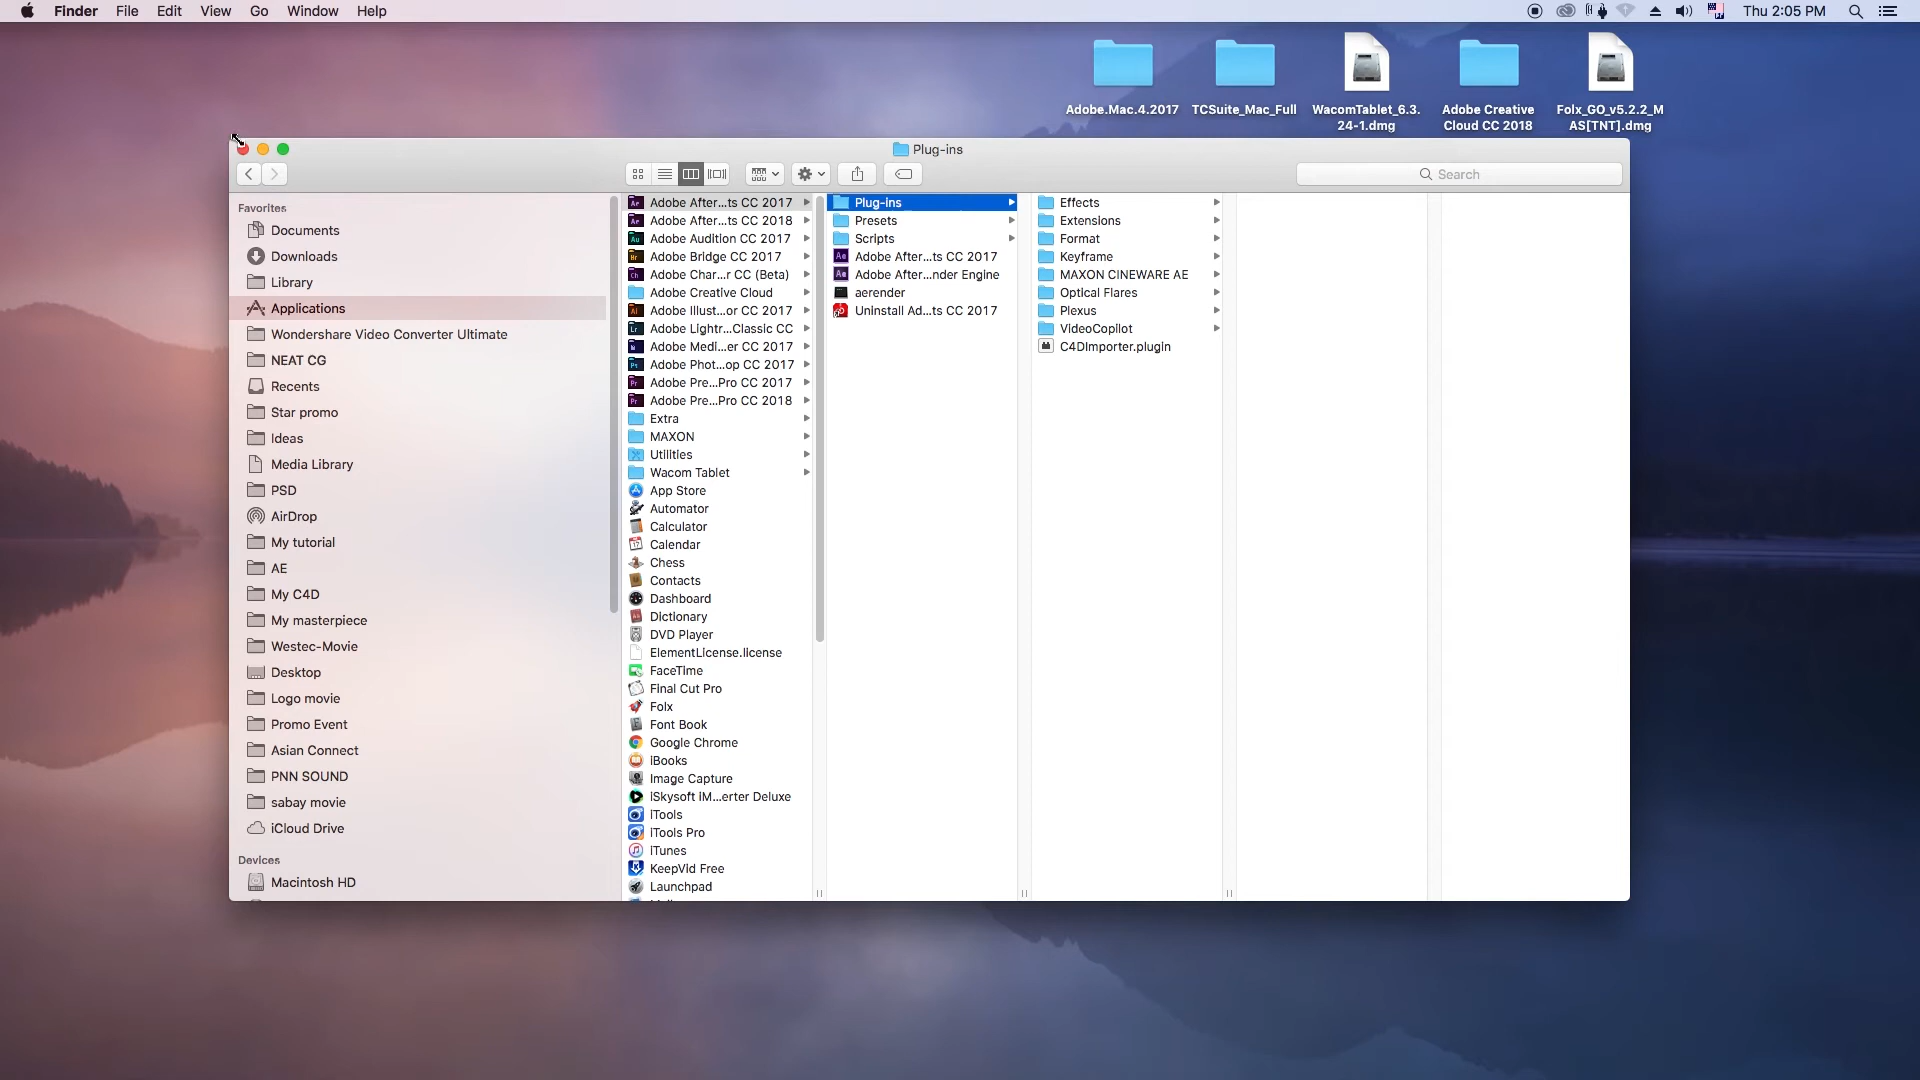 Finder File Edit View Go Window Help Thu 2:05 PM
Adobe.Mac.4.2017
TCSuite_Mac_Full
WacomTablet_6.3.
24-1.dmg
Adobe Creative
Cloud CC 2018
Folx_GO_v5.2.2_M
AS[TNT].dmg
Plug-ins
Search
Favorites
Documents
Downloads
Library
Applications
Wondershare Video Converter Ultimate
NEAT CG
Recents
Star promo
Ideas
Media Library
PSD
AirDrop
My tutorial
AE
My C4D
My masterpiece
Westec-Movie
Desktop
Logo movie
Promo Event
Asian Connect
PNN SOUND
sabay movie
iCloud Drive
Devices
Macintosh HD
Adobe After...ts CC 2017
Adobe After...ts CC 2018
Adobe Audition CC 2017
Adobe Bridge CC 2017
Adobe Char...r CC (Beta)
Adobe Creative Cloud
Adobe Illust...or CC 2017
Adobe Lightr...Classic CC
Adobe Medi...er CC 2017
Adobe Phot...op CC 2017
Adobe Pre...Pro CC 2017
Adobe Pre...Pro CC 2018
Extra
MAXON
Utilities
Wacom Tablet
App Store
Automator
Calculator
Calendar
Chess
Contacts
Dashboard
Dictionary
DVD Player
ElementLicense.license
FaceTime
Final Cut Pro
Folx
Font Book
Google Chrome
iBooks
Image Capture
iSkysoft iM...erter Deluxe
iTools
iTools Pro
iTunes
KeepVid Free
Launchpad
Plug-ins
Presets
Scripts
Adobe After...ts CC 2017
Adobe After...nder Engine
aerender
Uninstall Ad...ts CC 2017
Effects
Extensions
Format
Keyframe
MAXON CINEWARE AE
Optical Flares
Plexus
VideoCopilot
C4DImporter.plugin